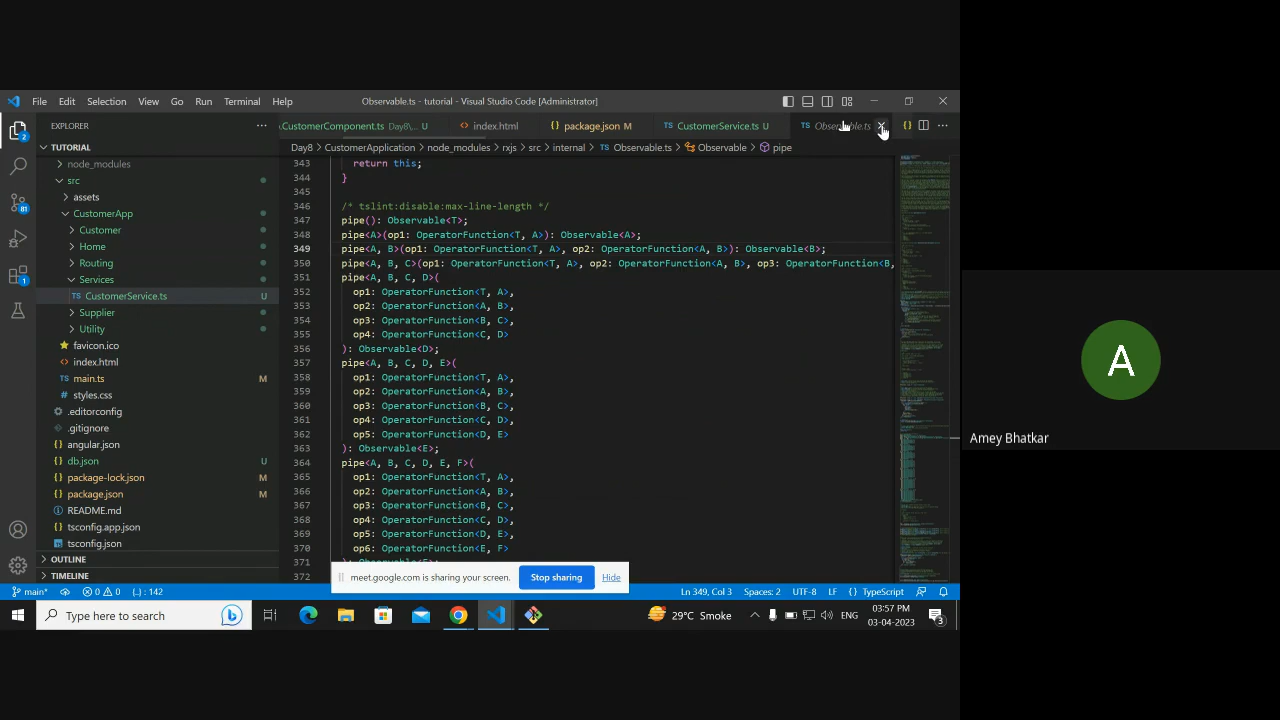 File Edit Selection View Go Run Terminal Help
Observable.ts - tutorial - Visual Studio Code [Administrator]
EXPLORER
CustomerComponent.ts Day8/... U
index.html
package.json M
CustomerService.ts U
Observable.ts
TUTORIAL
Day8 > CustomerApplication > node_modules > rxjs > src > internal > Observable.ts > Observable > pipe
node_modules
src
assets
CustomerApp
Customer
Home
Routing
Services
CustomerService.ts U
Supplier
Utility
favicon.ico
index.html
main.ts M
styles.css
.editorconfig
.gitignore
angular.json
db.json U
package-lock.json M
package.json M
README.md
tsconfig.app.json
tsconfig.json
OUTLINE
TIMELINE
343 return this;
344 }
345
346 /* tslint:disable:max-line-length */
347 pipe(): Observable<T>;
348 pipe<A>(op1: OperatorFunction<T, A>): Observable<A>;
349 pipe<A, B>(op1: OperatorFunction<T, A>, op2: OperatorFunction<A, B>): Observable<B>;
350 pipe<A, B, C>(op1: OperatorFunction<T, A>, op2: OperatorFunction<A, B>, op3: OperatorFunction<B,
351 pipe<A, B, C, D>(
352 op1: OperatorFunction<T, A>,
353 op2: OperatorFunction<A, B>,
354 op3: OperatorFunction<B, C>,
355 op4: OperatorFunction<C, D>
356 ): Observable<D>;
357 pipe<A, B, C, D, E>(
358 op1: OperatorFunction<T, A>,
359 op2: OperatorFunction<A, B>,
360 op3: OperatorFunction<B, C>,
361 op4: OperatorFunction<C, D>,
362 op5: OperatorFunction<D, E>
363 ): Observable<E>;
364 pipe<A, B, C, D, E, F>(
365 op1: OperatorFunction<T, A>,
366 op2: OperatorFunction<A, B>,
367 op3: OperatorFunction<B, C>,
368 op4: OperatorFunction<C, D>,
369 op5: OperatorFunction<D, E>,
370 op6: OperatorFunction<E, F>
371 ): Observable<F>;
372
meet.google.com is sharing your screen. Stop sharing Hide
main* 0 0 {..} : 142
Ln 349, Col 3 Spaces: 2 UTF-8 LF {} TypeScript
Type here to search
29°C Smoke
ENG
03:57 PM
03-04-2023
3
A
Amey Bhatkar